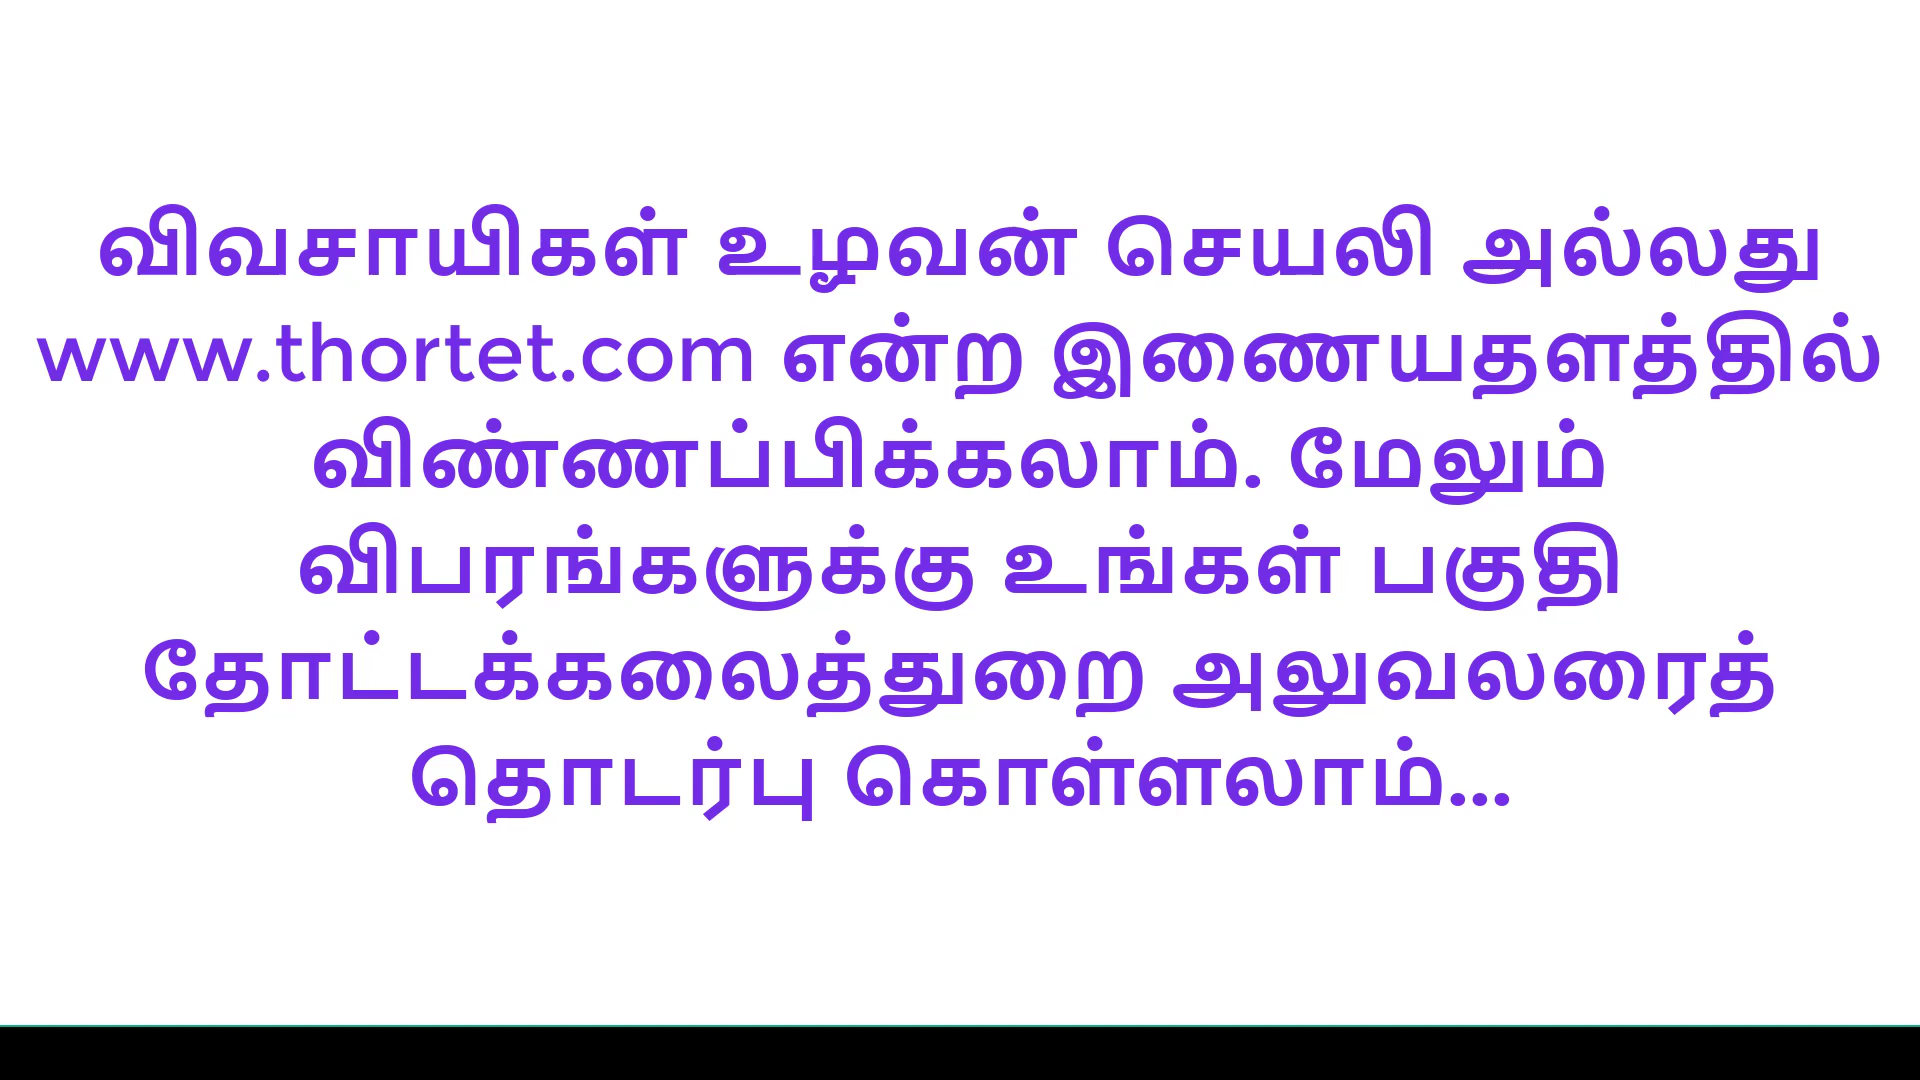 விவசாயிகள் உழவன் செயலி அல்லது
www.thortet.com என்ற இணையதளத்தில்
விண்ணப்பிக்கலாம். மேலும்
விபரங்களுக்கு உங்கள் பகுதி
தோட்டக்கலைத்துறை அலுவலரைத்
தொடர்பு கொள்ளலாம்...